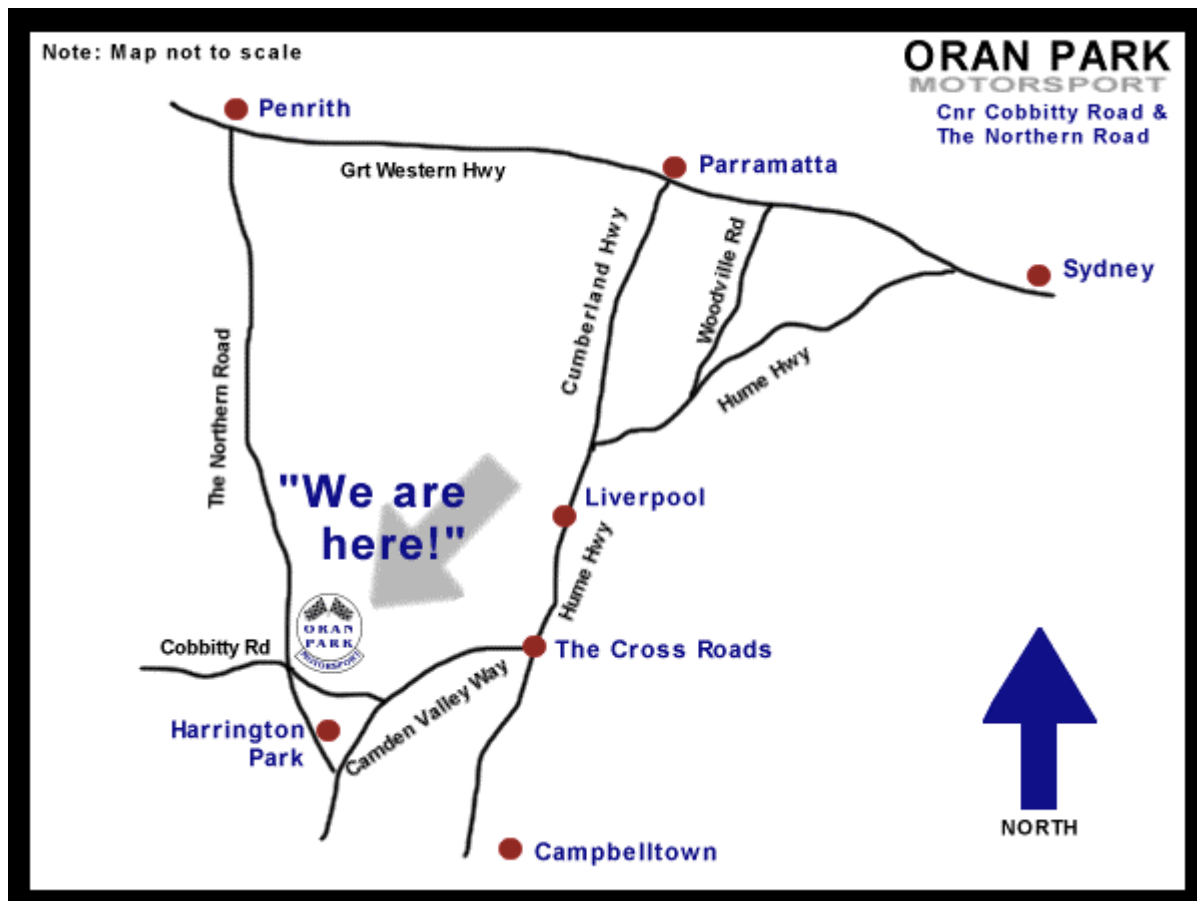 Note: Map not to scale
ORAN PARK
MOTORSPORT
Cnr Cobbitty Road &
The Northern Road
Penrith
Grt Western Hwy
Parramatta
Cumberland Hwy
Woodville Rd
Sydney
Hume Hwy
The Northern Road
"We are
here!"
Liverpool
Hume Hwy
ORAN
PARK
MOTORSPORT
Cobbitty Rd
The Cross Roads
Camden Valley Way
Harrington
Park
Campbelltown
NORTH